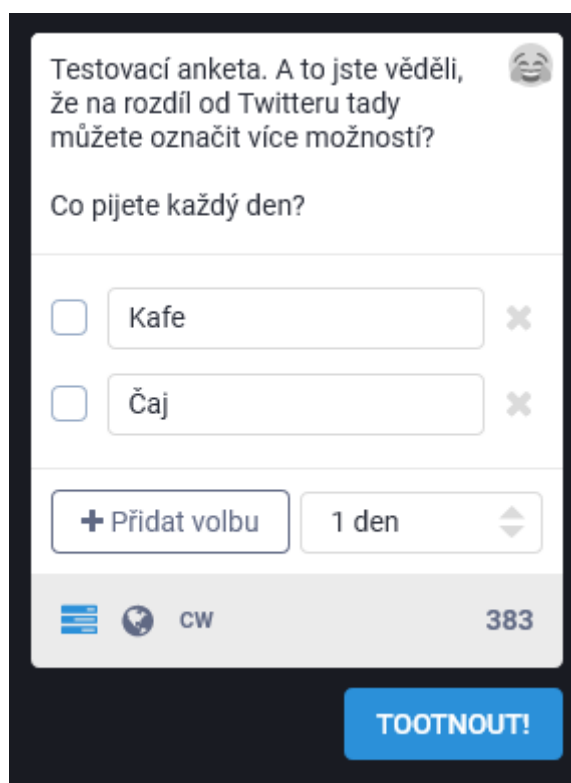 Testovací anketa. A to jste věděli,
že na rozdíl od Twitteru tady
můžete označit více možností?
Co pijete každý den?
Kafe
Čaj
+ Přidat volbu
1 den
CW
383
TOOTNOUT!